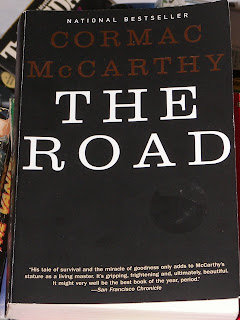 NATIONAL BESTSELLER
CORMAC
McCARTHY
THE
ROAD
"His tale of survival and the miracle of goodness only adds to McCarthy's
stature as a living master. It's gripping, frightening and, ultimately, beautiful.
It might very well be the best book of the year, period."
—San Francisco Chronicle